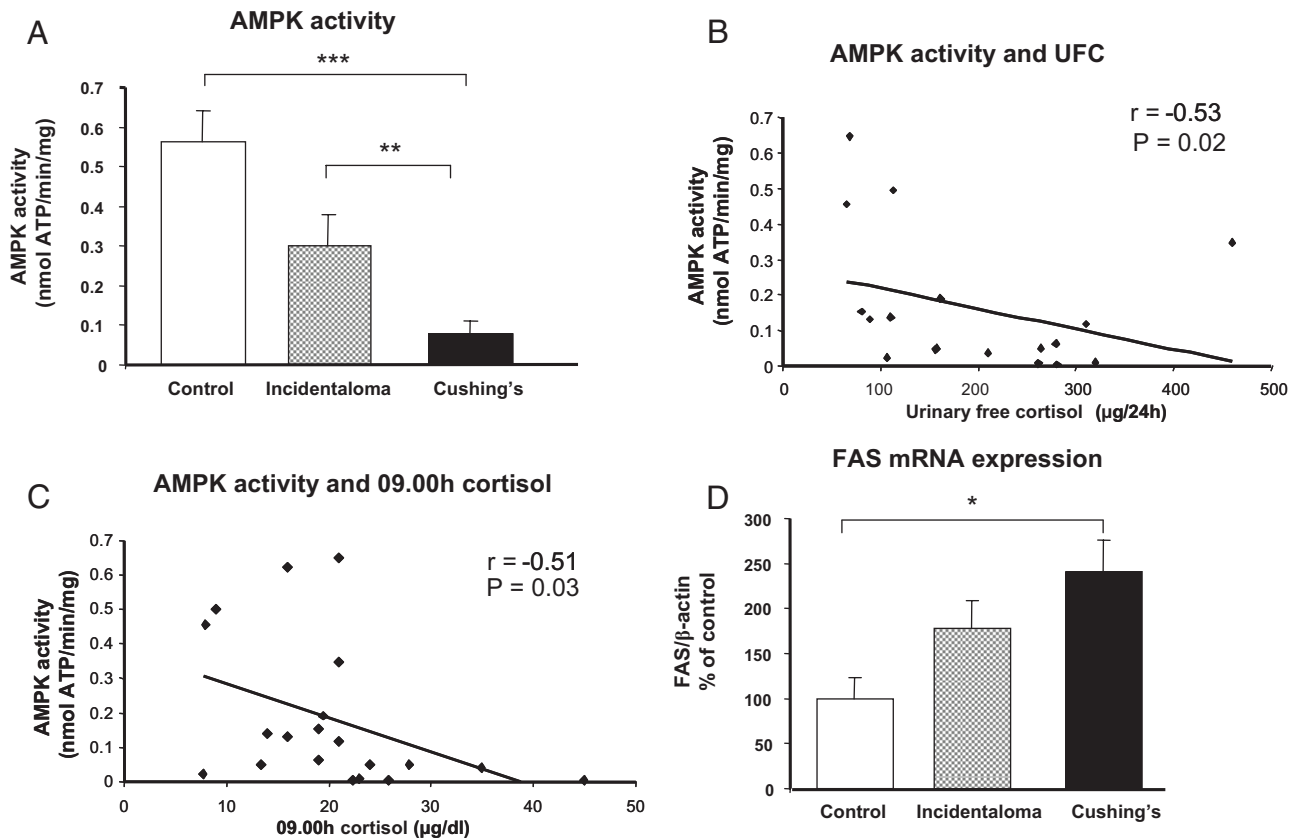 A
AMPK activity
***
**
AMPK activity
(nmol ATP/min/mg)
0.7
0.6
0.5
0.4
0.3
0.2
0.1
0
Control Incidentaloma Cushing’s
B
AMPK activity and UFC
r = -0.53
P = 0.02
AMPK activity
(nmol ATP/min/mg)
0.7
0.6
0.5
0.4
0.3
0.2
0.1
0
0 100 200 300 400 500
Urinary free cortisol (µg/24h)
C
AMPK activity and 09.00h cortisol
r = -0.51
P = 0.03
AMPK activity
(nmol ATP/min/mg)
0.7
0.6
0.5
0.4
0.3
0.2
0.1
0
0 10 20 30 40 50
09.00h cortisol (µg/dl)
D
FAS mRNA expression
*
FAS/β-actin
% of control
300
250
200
150
100
50
0
Control Incidentaloma Cushing’s